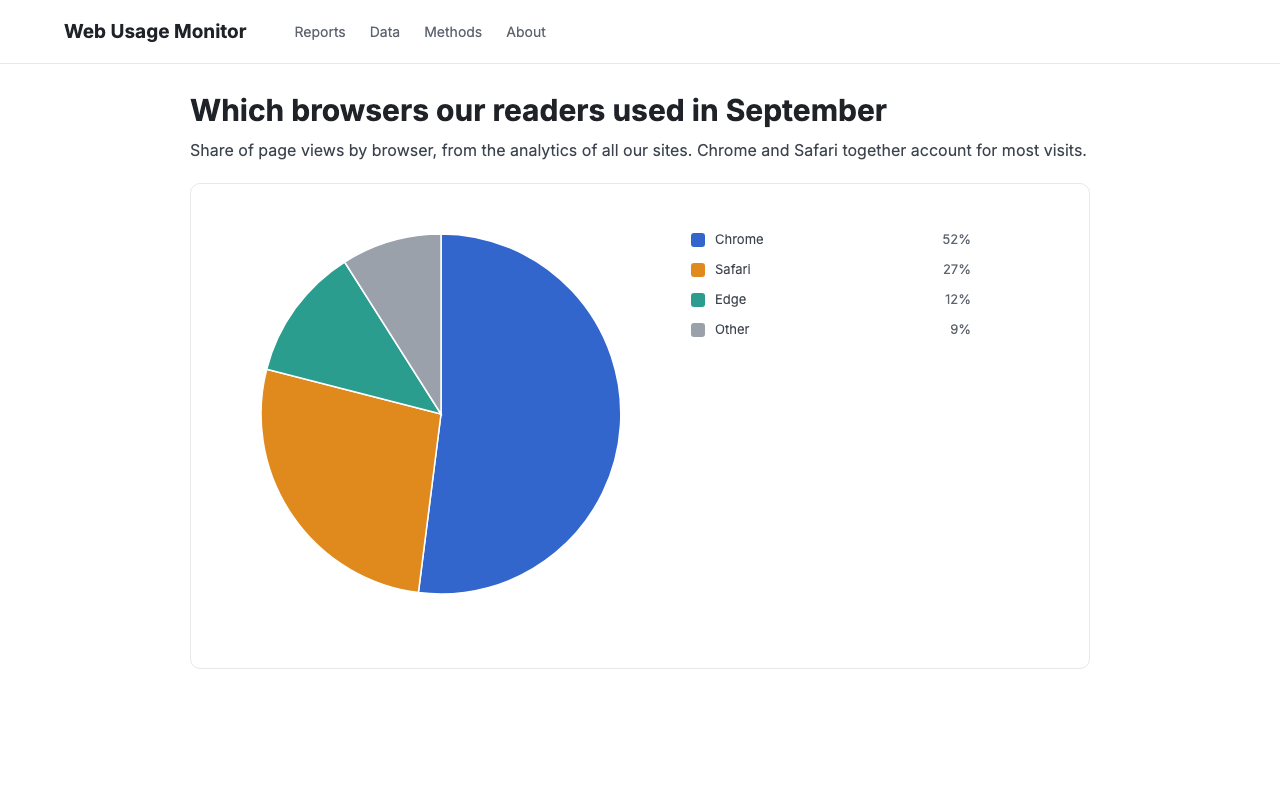 Web Usage Monitor
Reports Data Methods About
Which browsers our readers used in September
Share of page views by browser, from the analytics of all our sites. Chrome and Safari together account for most visits.
Chrome 52%
Safari 27%
Edge 12%
Other 9%